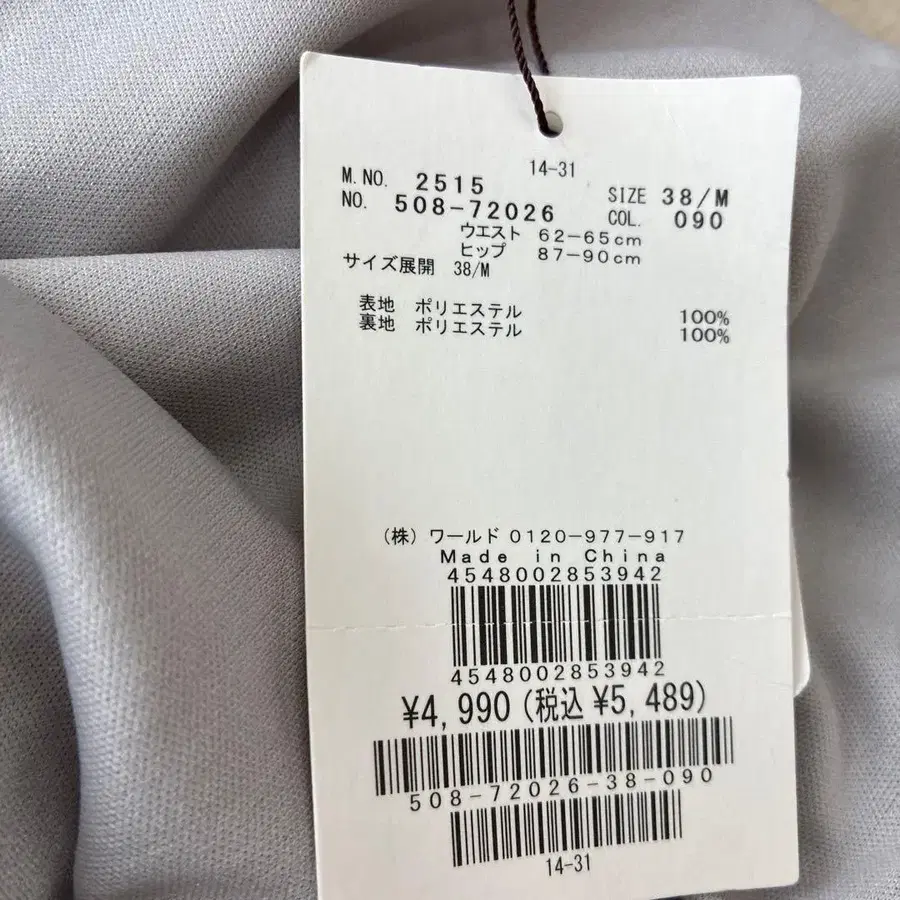 14-31
M.NO. 2515 SIZE 38/M
NO. 508-72026 COL. 090
ウエスト 62-65cm
ヒップ 87-90cm
サイズ展開 38/M
表地 ポリエステル 100%
裏地 ポリエステル 100%
(株) ワールド 0120-977-917
Made in China
4548002853942
4548002853942
¥4,990 (税込 ¥5,489)
508-72026-38-090
14-31